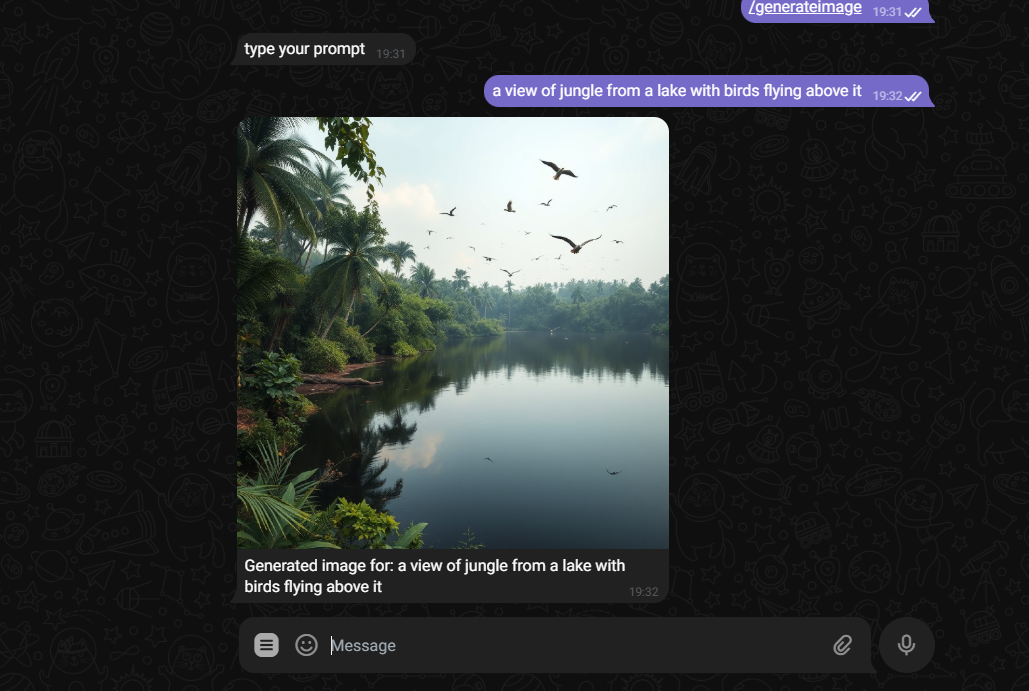 /generateimage 19:31
type your prompt 19:31
a view of jungle from a lake with birds flying above it 19:32
Generated image for: a view of jungle from a lake with
birds flying above it 19:32
Message